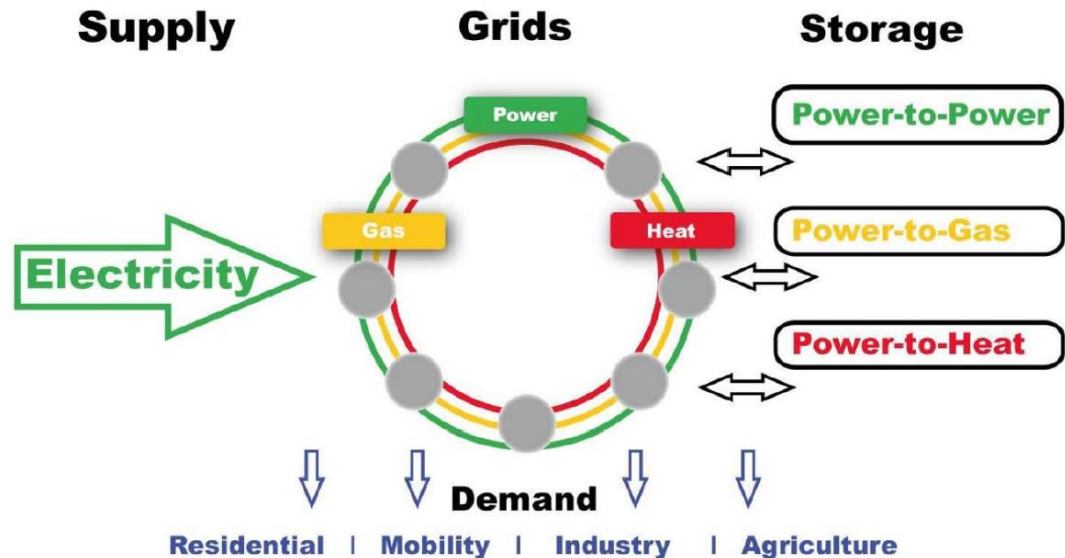 Supply Grids Storage
Power
Power-to-Power
Gas
Heat
Power-to-Gas
Electricity
Power-to-Heat
Demand
Residential | Mobility | Industry | Agriculture